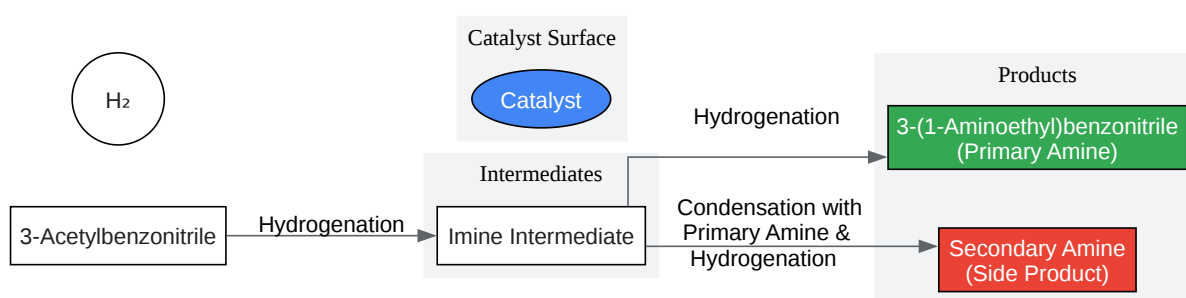 Catalyst Surface
H₂
Catalyst
Products
Hydrogenation
3-(1-Aminoethyl)benzonitrile
(Primary Amine)
Intermediates
3-Acetylbenzonitrile
Hydrogenation
Imine Intermediate
Condensation with
Primary Amine &
Hydrogenation
Secondary Amine
(Side Product)